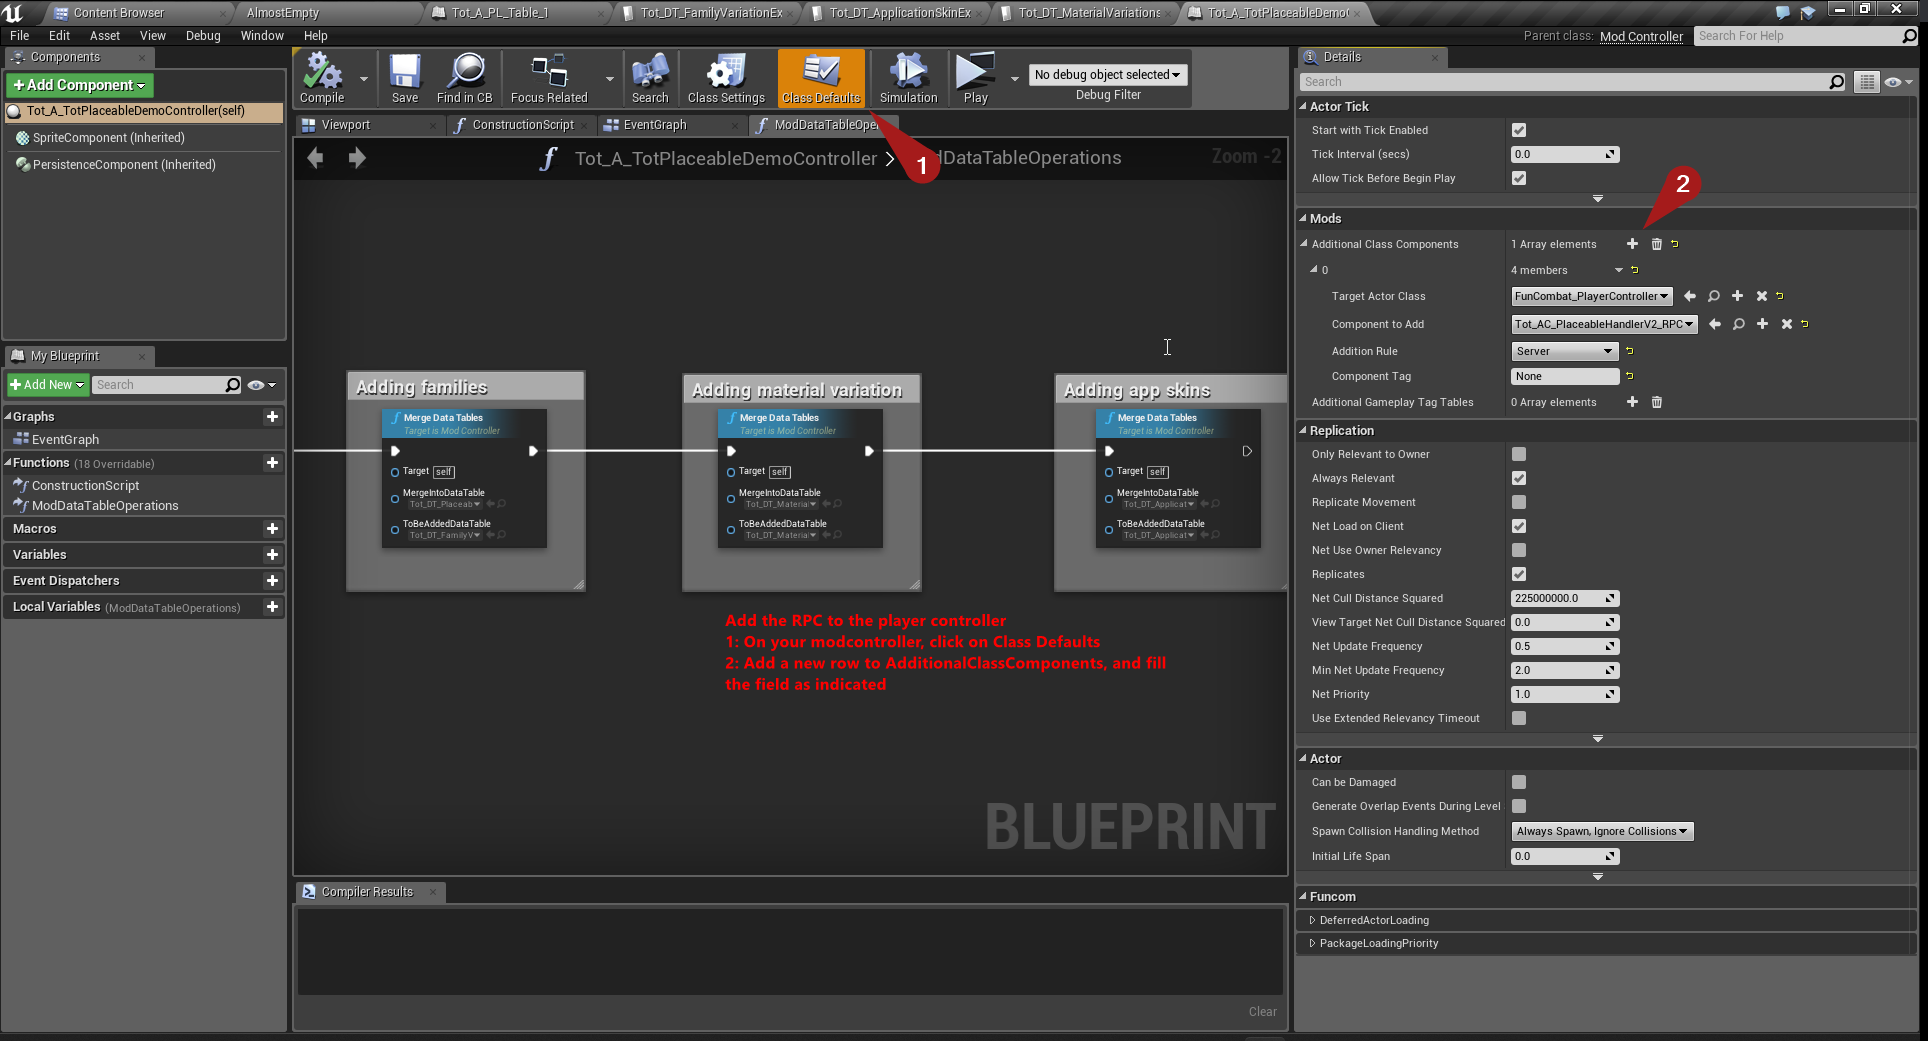 Content Browser
AlmostEmpty
Tot_A_PL_Table_1
Tot_DT_FamilyVariationEx
Tot_DT_ApplicationSkinEx
Tot_DT_MaterialVariations
Tot_A_TotPlaceableDemo
File Edit Asset View Debug Window Help
Parent class: Mod Controller
Search For Help
Components
+Add Component
Tot_A_TotPlaceableDemoController(self)
SpriteComponent (Inherited)
PersistenceComponent (Inherited)
My Blueprint
+Add New
Search
Graphs
EventGraph
Functions (18 Overridable)
ConstructionScript
ModDataTableOperations
Macros
Variables
Event Dispatchers
Local Variables (ModDataTableOperations)
Compile
Save
Find in CB
Focus Related
Search
Class Settings
Class Defaults
Simulation
Play
No debug object selected
Debug Filter
Viewport
ConstructionScript
EventGraph
ModDataTableOper
1
Tot_A_TotPlaceableDemoController > dDataTableOperations
Zoom -2
Adding families
Merge Data Tables
Target is Mod Controller
Target self
MergeIntoDataTable
Tot_DT_Placeab
ToBeAddedDataTable
Tot_DT_FamilyV
Adding material variation
Merge Data Tables
Target is Mod Controller
Target self
MergeIntoDataTable
Tot_DT_Material
ToBeAddedDataTable
Tot_DT_Material
Adding app skins
Merge Data Tables
Target is Mod Controller
Target self
MergeIntoDataTable
Tot_DT_Applicat
ToBeAddedDataTable
Tot_DT_Applicat
Add the RPC to the player controller
1: On your modcontroller, click on Class Defaults
2: Add a new row to AdditionalClassComponents, and fill
the field as indicated
BLUEPRINT
Compiler Results
Clear
Details
Search
Actor Tick
Start with Tick Enabled
Tick Interval (secs) 0.0
Allow Tick Before Begin Play
2
Mods
Additional Class Components 1 Array elements
0 4 members
Target Actor Class FunCombat_PlayerController
Component to Add Tot_AC_PlaceableHandlerV2_RPC
Addition Rule Server
Component Tag None
Additional Gameplay Tag Tables 0 Array elements
Replication
Only Relevant to Owner
Always Relevant
Replicate Movement
Net Load on Client
Net Use Owner Relevancy
Replicates
Net Cull Distance Squared 225000000.0
View Target Net Cull Distance Squared 0.0
Net Update Frequency 0.5
Min Net Update Frequency 2.0
Net Priority 1.0
Use Extended Relevancy Timeout
Actor
Can be Damaged
Generate Overlap Events During Level
Spawn Collision Handling Method Always Spawn, Ignore Collisions
Initial Life Span 0.0
Funcom
DeferredActorLoading
PackageLoadingPriority